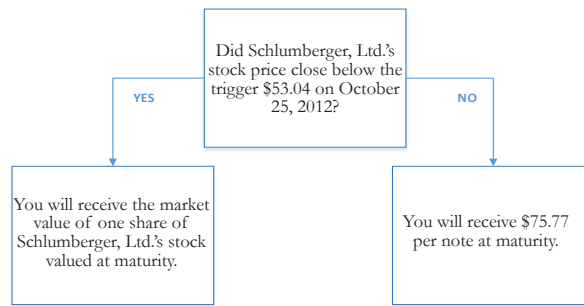 Did Schlumberger, Ltd.'s
stock price close below the
trigger $53.04 on October
25, 2012?
YES
NO
You will receive the market
value of one share of
Schlumberger, Ltd.'s stock
valued at maturity.
You will receive $75.77
per note at maturity.